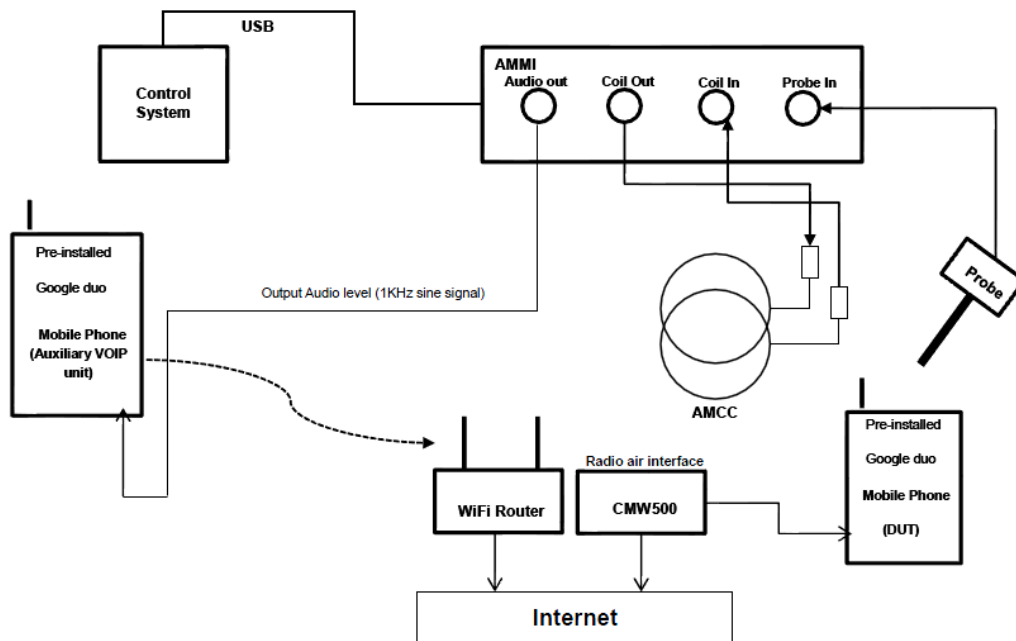 USB
Control
System
AMMI
Audio out
Coil Out
Coil In
Probe In
Pre-installed
Google duo
Mobile Phone
(Auxiliary VOIP
unit)
Output Audio level (1KHz sine signal)
Probe
AMCC
Pre-installed
Google duo
Mobile Phone
(DUT)
Radio air interface
WiFi Router
CMW500
Internet